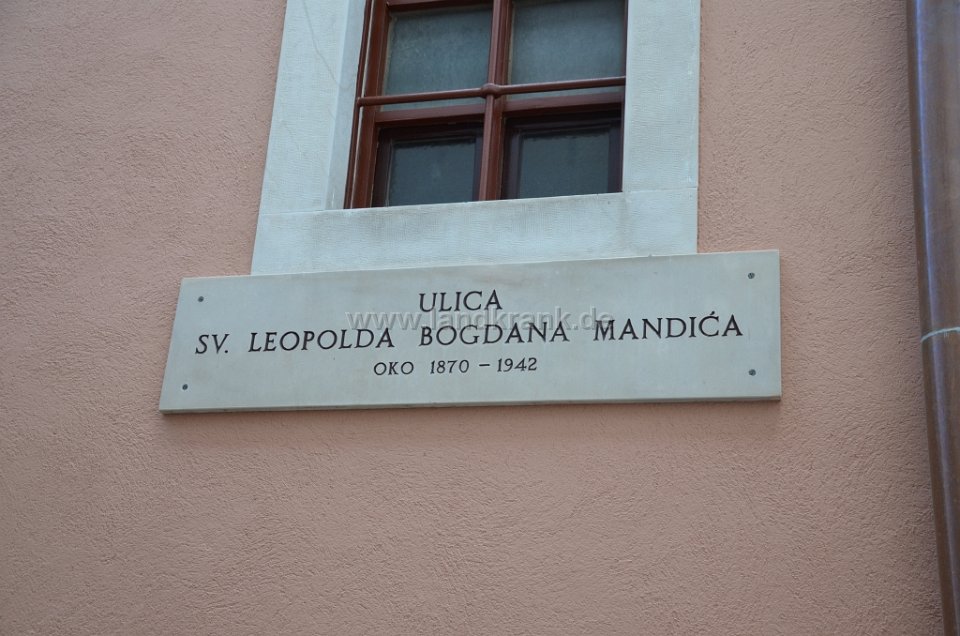 ULICA
www.landkrank.de
SV. LEOPOLDA BOGDANA MANDIĆA
OKO 1870 – 1942